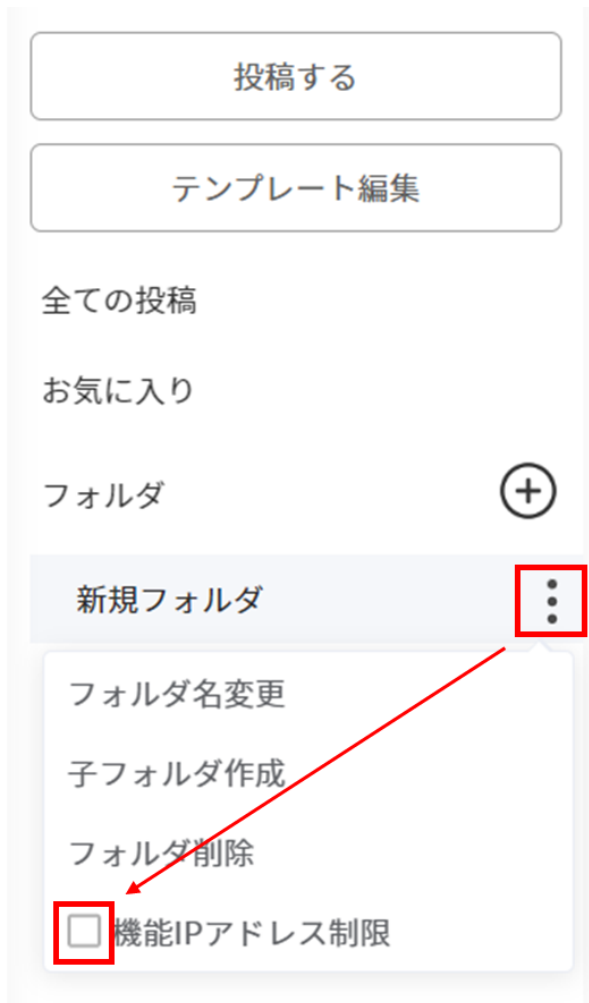 投稿する
テンプレート編集
全ての投稿
お気に入り
フォルダ
新規フォルダ
フォルダ名変更
子フォルダ作成
フォルダ削除
機能IPアドレス制限